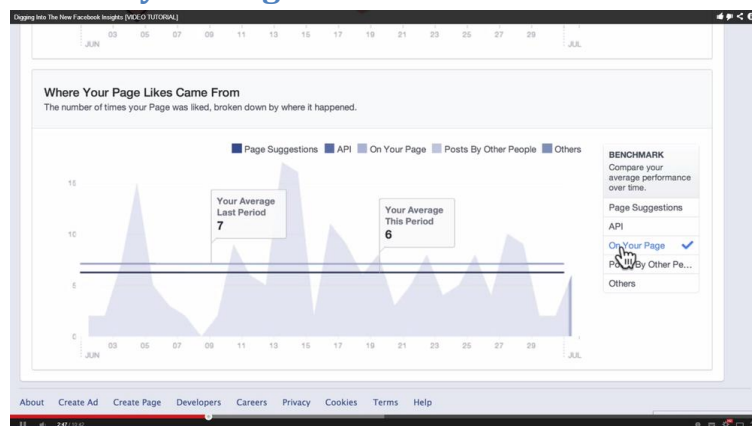 Digging Into The New Facebook Insights [VIDEO TUTORIAL]
JUN 03 05 07 09 11 13 15 17 19 21 23 25 27 29 JUL
Where Your Page Likes Came From
The number of times your Page was liked, broken down by where it happened.
Page Suggestions API On Your Page Posts By Other People Others
15
10
5
0
Your Average
Last Period
7
Your Average
This Period
6
JUN 03 05 07 09 11 13 15 17 19 21 23 25 27 29 JUL
BENCHMARK
Compare your
average performance
over time.
Page Suggestions
API
On Your Page
Posts By Other Pe...
Others
About Create Ad Create Page Developers Careers Privacy Cookies Terms Help
2:47 / 10:42